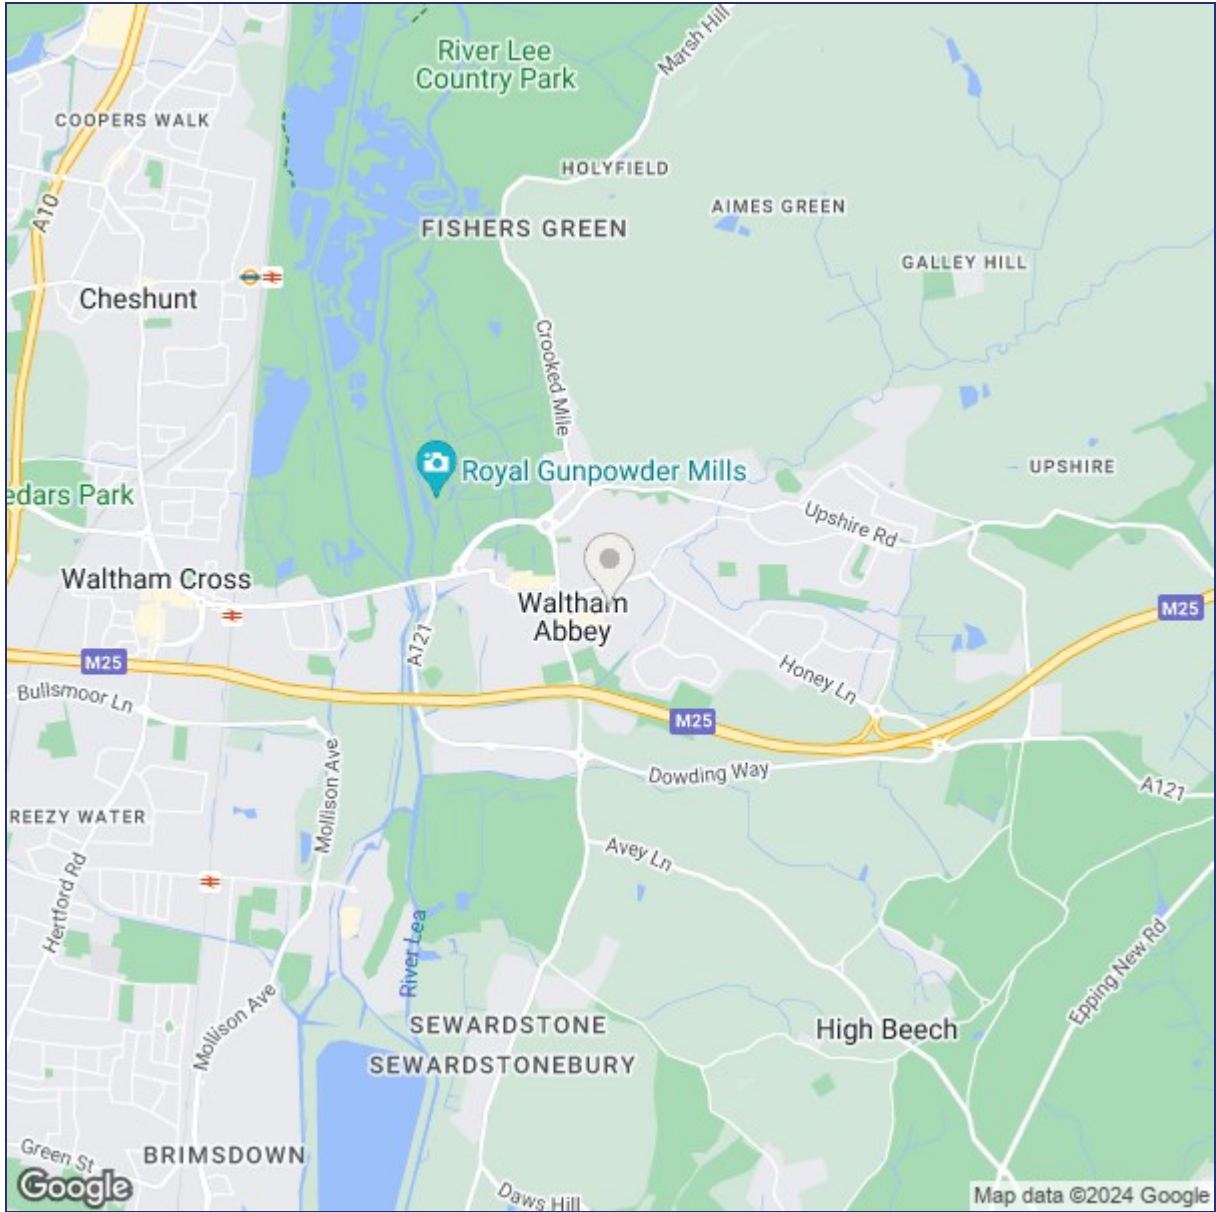 River Lee
Country Park
Marsh Hill
COOPERS WALK
HOLYFIELD
AIMES GREEN
A10
FISHERS GREEN
GALLEY HILL
Cheshunt
Crooked Mile
Royal Gunpowder Mills
UPSHIRE
edars Park
Upshire Rd
Waltham Cross
Waltham
Abbey
M25
A121
M25
Honey Ln
Bullsmoor Ln
M25
Mollison Ave
Dowding Way
A121
REEZY WATER
Avey Ln
Hertford Rd
River Lea
Epping New Rd
Mollison Ave
SEWARDSTONE
High Beech
SEWARDSTONEBURY
Green St
BRIMSDOWN
Daws Hill
Google
Map data ©2024 Google